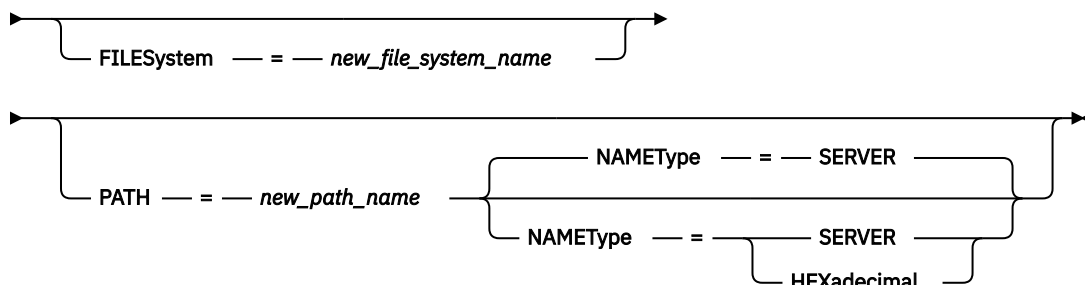 FILESystem — = — new_file_system_name
PATH — = — new_path_name
NAMEType — = — SERVER
NAMEType — = SERVER
HEXadecimal